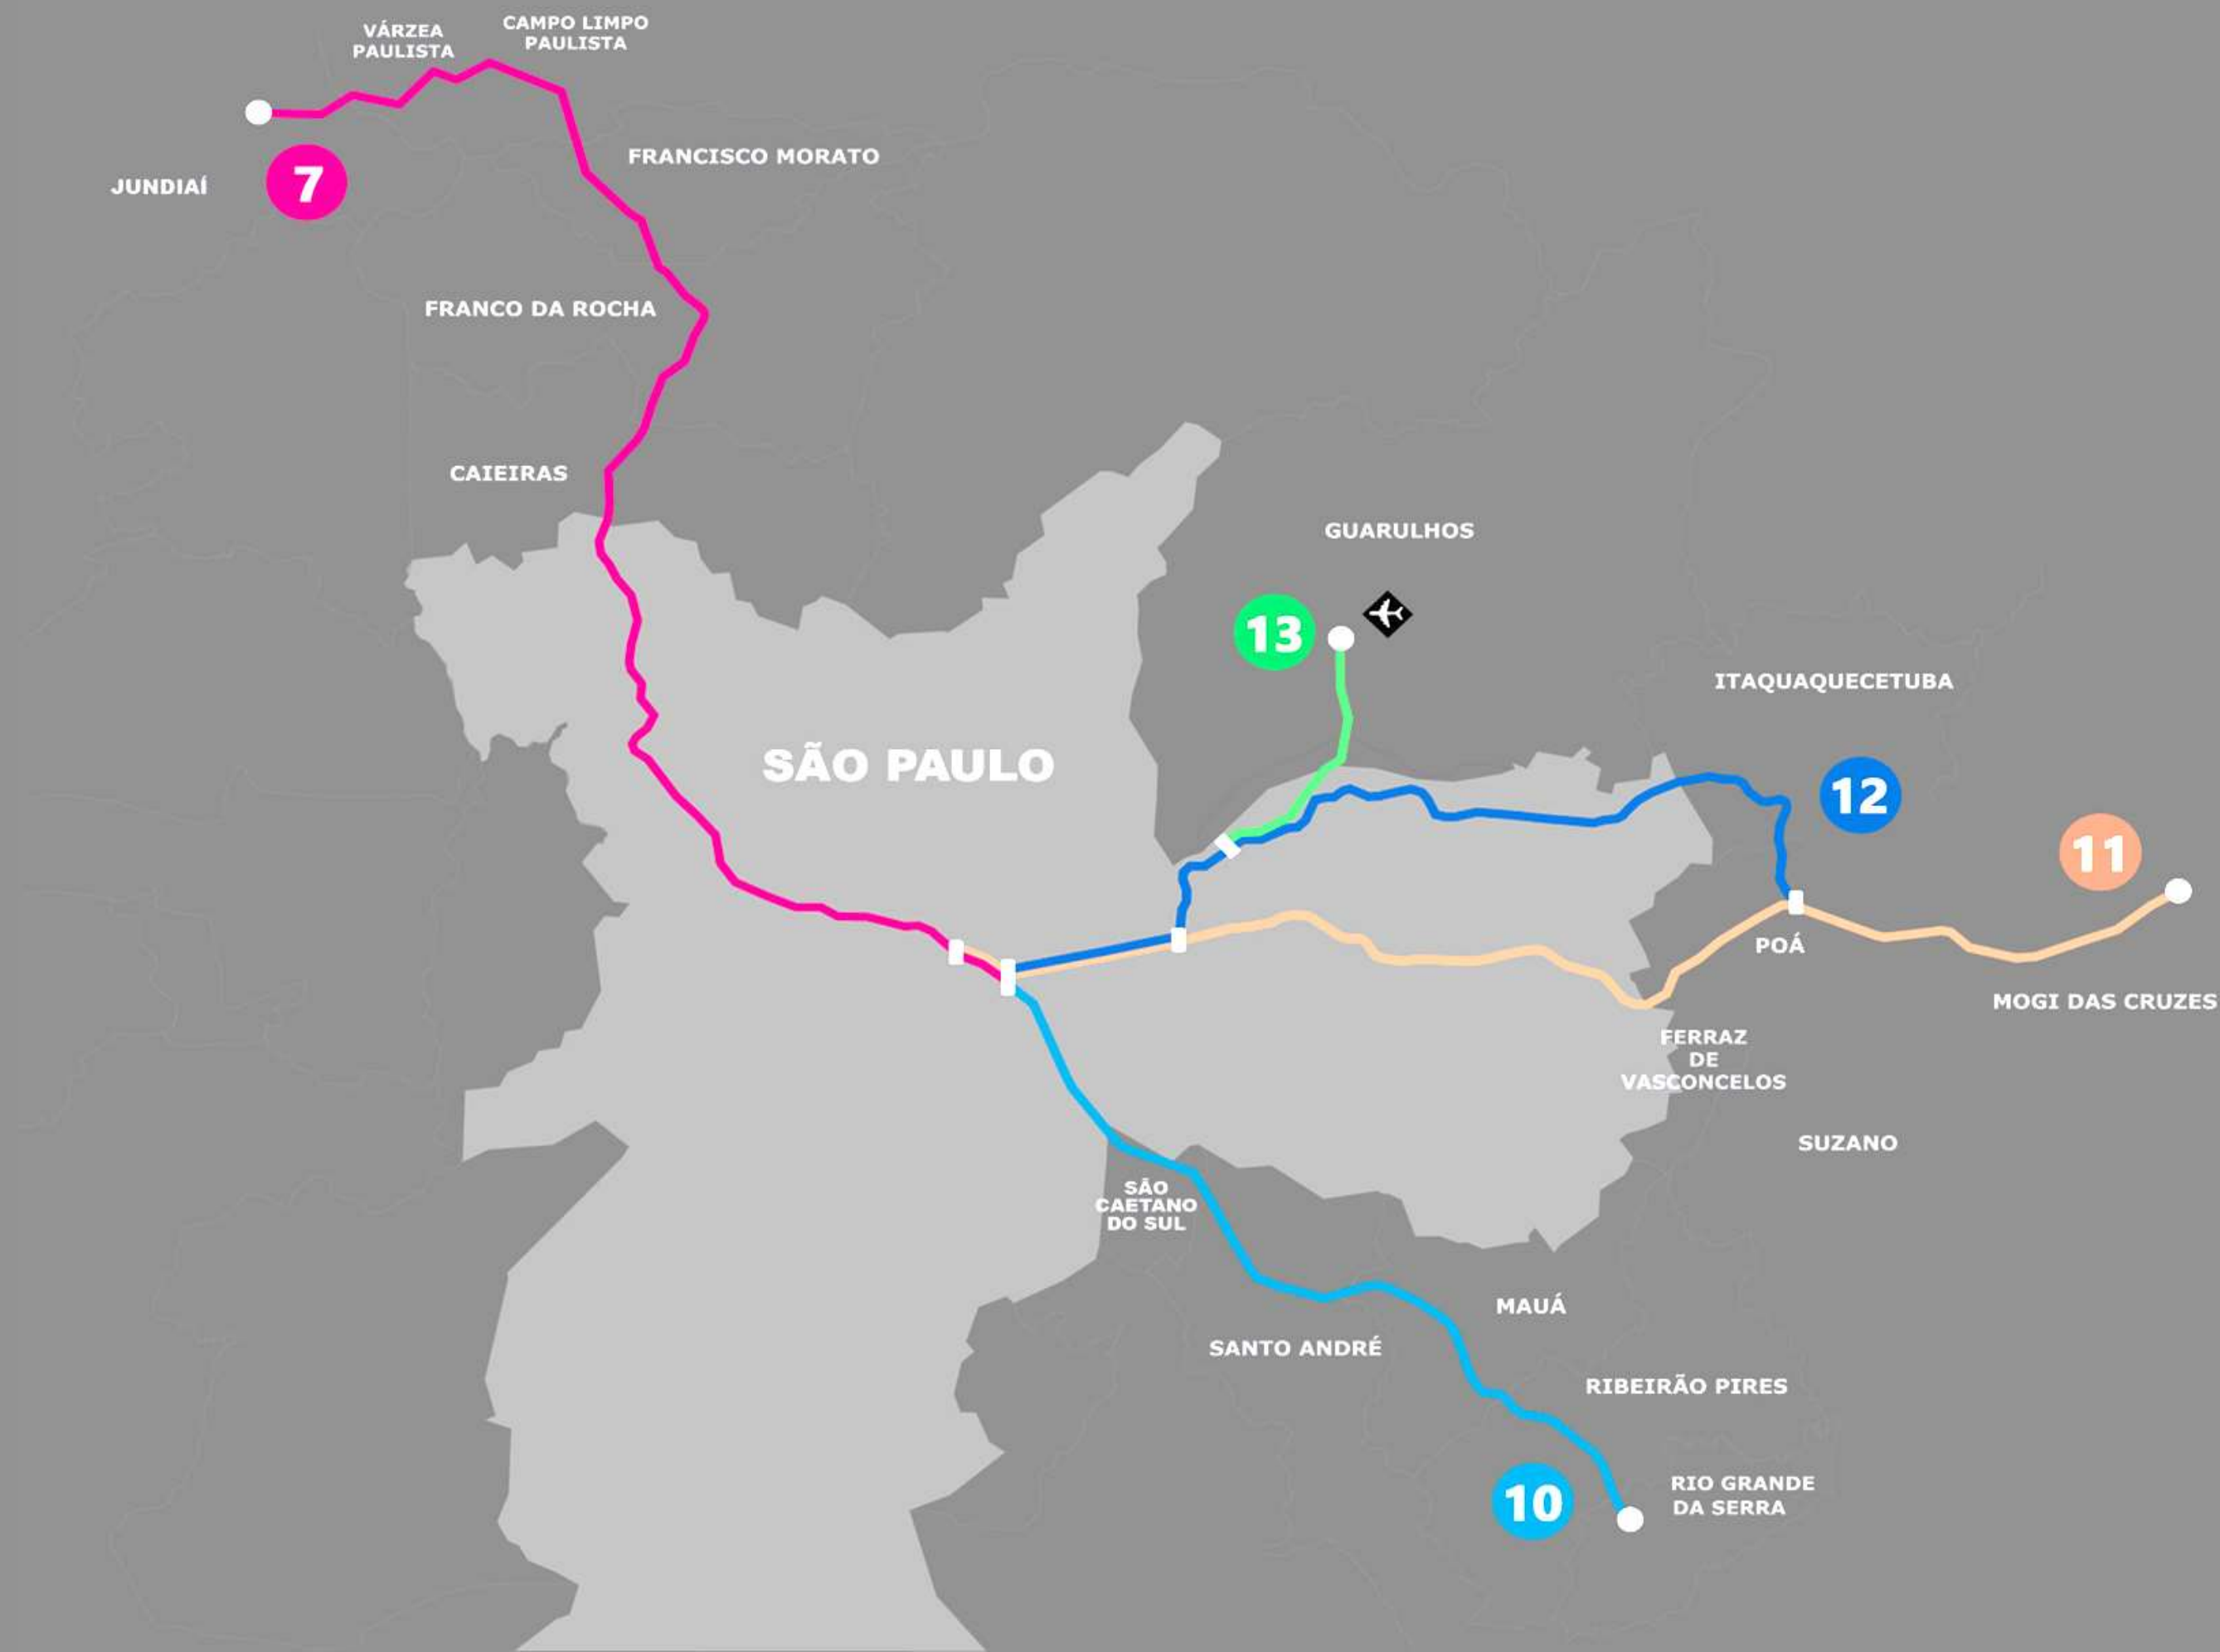 VÁRZEA
PAULISTA
CAMPO LIMPO
PAULISTA
FRANCISCO MORATO
JUNDIAÍ
7
FRANCO DA ROCHA
CAIEIRAS
GUARULHOS
13
ITAQUAQUECETUBA
SÃO PAULO
12
11
POÁ
MOGI DAS CRUZES
FERRAZ
DE
VASCONCELOS
SUZANO
SÃO
CAETANO
DO SUL
MAUÁ
SANTO ANDRÉ
RIBEIRÃO PIRES
10
RIO GRANDE
DA SERRA